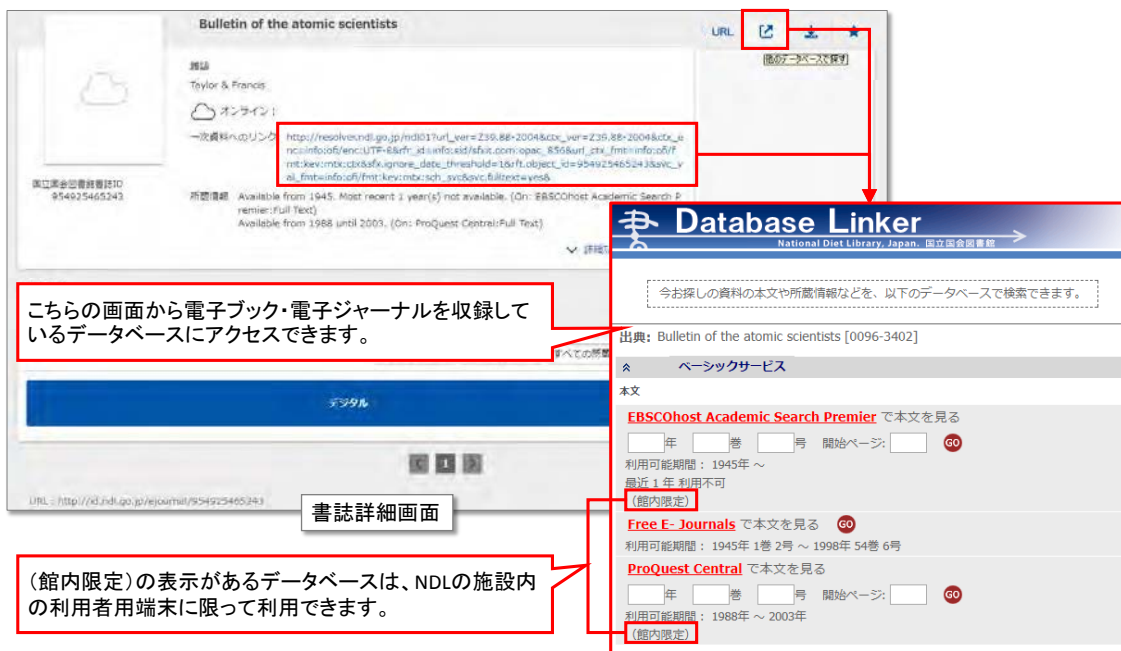 Bulletin of the atomic scientists
URL
他のデータベースで探す
雑誌
Taylor & Francis
オンライン:
一次資料へのリンク
http://resolver.ndl.go.jp/ndl01?url_ver=Z39.88-2004&ctx_ver=Z39.88-2004&ctx_e
nc=info:ofi/enc:UTF-8&rfr_id=info:sid/sfxit.com:opac_856&url_ctx_fmt=info:ofi/f
mt:kev:mtx:ctx&sfx.ignore_date_threshold=1&rft.object_id=954925465243&svc_v
al_fmt=info:ofi/fmt:kev:mtx:sch_svc&svc.fulltext=yes&
国立国会図書館書誌ID
954925465243
所蔵情報
Available from 1945. Most recent 1 year(s) not available. (On: EBSCOhost Academic Search P
remier:Full Text)
Available from 1988 until 2003. (On: ProQuest Central:Full Text)
こちらの画面から電子ブック・電子ジャーナルを収録して
いるデータベースにアクセスできます。
すべての所蔵
デジタル
1
URL : http://id.ndl.go.jp/ejournal/954925465243
書誌詳細画面
(館内限定)の表示があるデータベースは、NDLの施設内
の利用者用端末に限って利用できます。
Database Linker
National Diet Library, Japan. 国立国会図書館
今お探しの資料の本文や所蔵情報などを、以下のデータベースで検索できます。
出典: Bulletin of the atomic scientists [0096-3402]
ベーシックサービス
本文
EBSCOhost Academic Search Premier で本文を見る
年 巻 号 開始ページ: GO
利用可能期間: 1945年 ～
最近 1 年 利用不可
(館内限定)
Free E- Journals で本文を見る GO
利用可能期間: 1945年 1巻 2号 ～ 1998年 54巻 6号
ProQuest Central で本文を見る
年 巻 号 開始ページ: GO
利用可能期間: 1988年 ～ 2003年
(館内限定)